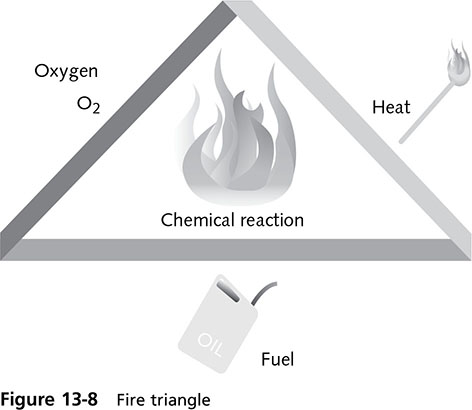 Oxygen
O₂
Heat
Chemical reaction
OIL
Fuel
Figure 13-8 Fire triangle